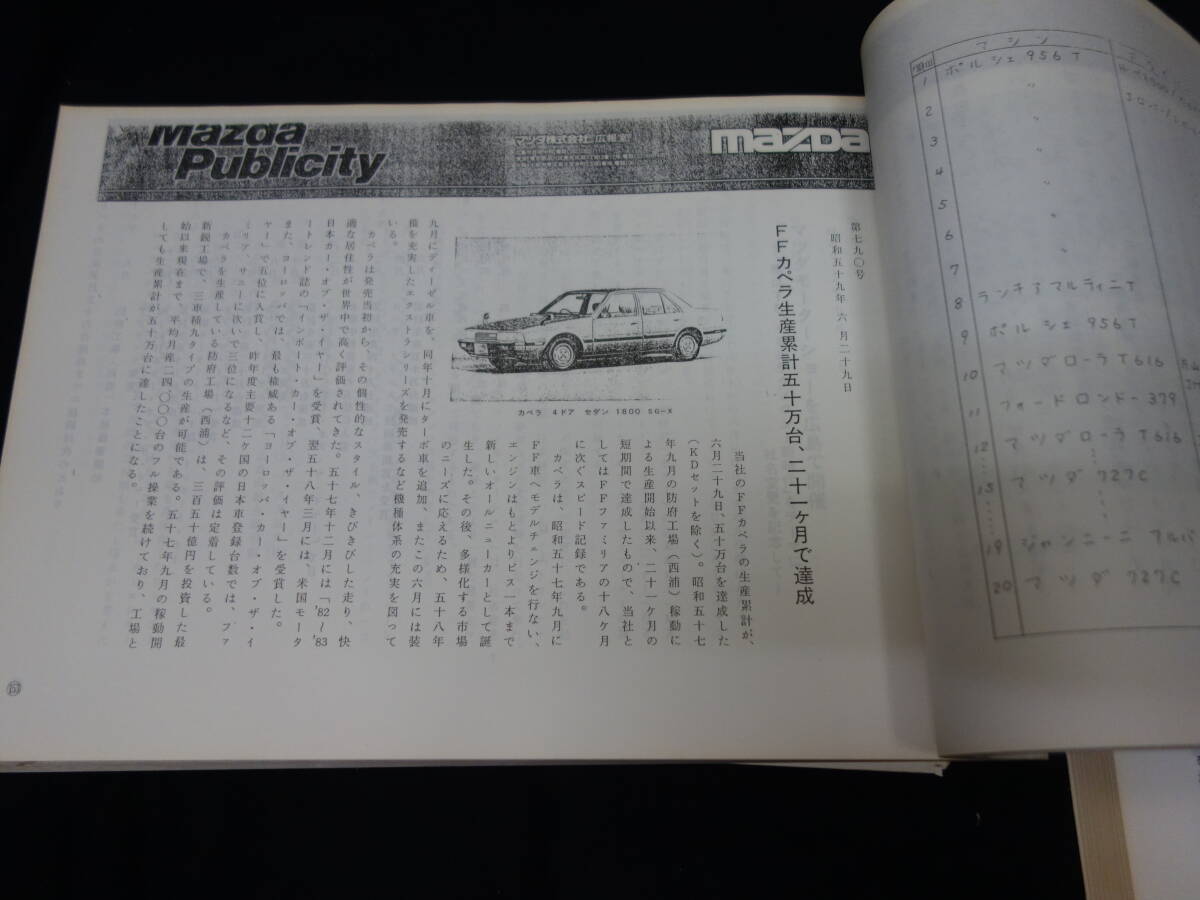 mazda
Publicity
マツダ株式会社 広報室
mazda
第七九〇号
昭和五十九年 六 月二十九日
FFカペラ生産累計五十万台、二十一ヶ月で達成
当社のFFカペラの生産累計が、
六月二十九日、五十万台を達成した
(KDセットを除く)。昭和五十七
年九月の防府工場(西浦)稼動に
よる生産開始以来、二十一ケ月の
短期間で達成したもので、当社と
してはFFファミリアの十八ケ月
に次ぐスピード記録である。
カペラは、昭和五十七年九月に
FF車へモデルチェンジを行ない、
エンジンはもとよりビス一本まで
新しいオールニューカーとして誕
生した。その後、多様化する市場
のニーズに応えるため、五十八年
九月にディーゼル車を、同年十月にターボ車を追加、またこの六月には装
備を充実したエクストラシリーズを発売するなど機種体系の充実を図って
いる。
カペラ 4ドア セダン 1800 SG-X
カペラは発売当初から、その個性的なスタイル、きびきびした走り、快
適な居住性が世界中で高く評価されてきた。五十七年十二月には「'82〜'83
日本カー・オブ・ザ・イヤー」を受賞、翌五十八年三月には、米国モータ
ートレンド誌の「インポート・カー・オブ・ザ・イヤー」を受賞した。
また、ヨーロッパでは、最も権威ある「ヨーロッパ・カー・オブ・ザ・イ
ヤー」で五位に入賞し、昨年度主要十二ケ国の日本車登録台数では、ファ
ミリア、サニーに次いで三位になるなど、その評価は定着している。
カペラを生産している防府工場(西浦)は、三百五十億円を投資した最
新鋭工場で、三車種九タイプの生産が可能である。五十七年九月の稼動開
始以来現在まで、平均月産二四、〇〇〇台のフル操業を続けており、工場と
しても生産累計が五十万台に達したことになる。
マシン
1 ポルシェ 956T
2 〃
3 〃
4 〃
5 〃
6 〃
7 〃
8 ランチアマルティニT
9 ポルシェ 956T
10 マツダローラT616
11 フォードロンドー379
12 マツダローラT616
マツダ 727C
19 ジャンニーニ アルバ
20 マツダ 727C